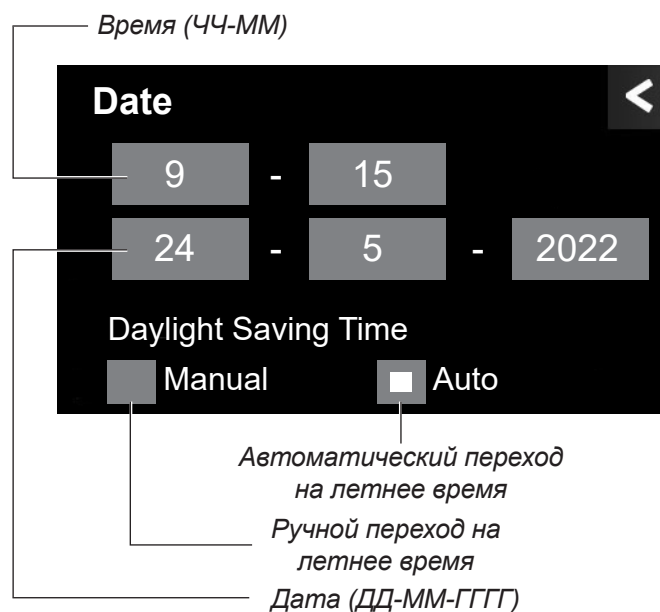 Время (ЧЧ-ММ)
Date
9 - 15
24 - 5 - 2022
Daylight Saving Time
Manual Auto
Автоматический переход
на летнее время
Ручной переход на
летнее время
Дата (ДД-ММ-ГГГГ)